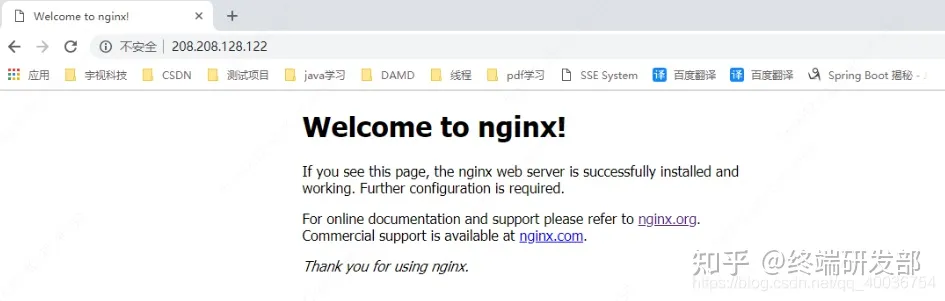 Welcome to nginx!
不安全 208.208.128.122
应用 宇视科技 CSDN 测试项目 java学习 DAMD 线程 pdf学习 SSE System 译 百度翻译 译 百度翻译 Spring Boot 揭秘 -
Welcome to nginx!
If you see this page, the nginx web server is successfully installed and
working. Further configuration is required.
For online documentation and support please refer to nginx.org.
Commercial support is available at nginx.com.
Thank you for using nginx.
知乎 @终端研发部
https://blog.csdn.net/qq_40036754